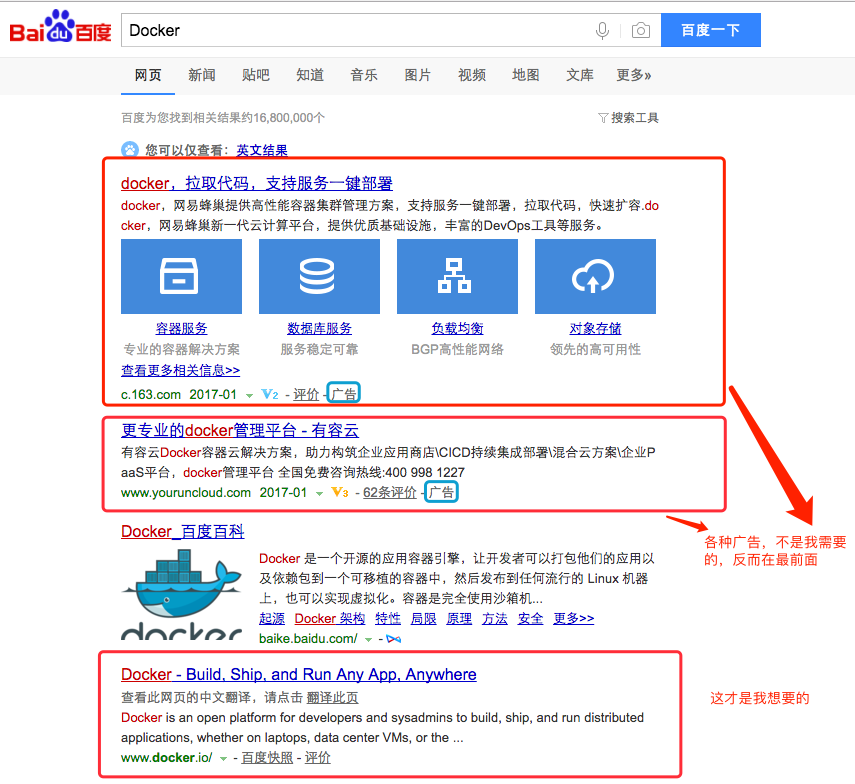 Bai du 百度
Docker
百度一下
网页 新闻 贴吧 知道 音乐 图片 视频 地图 文库 更多»
百度为您找到相关结果约16,800,000个
搜索工具
您可以仅查看：英文结果
docker，拉取代码，支持服务一键部署
docker，网易蜂巢提供高性能容器集群管理方案，支持服务一键部署，拉取代码，快速扩容.do
cker，网易蜂巢新一代云计算平台，提供优质基础设施，丰富的DevOps工具等服务。
容器服务 数据库服务 负载均衡 对象存储
专业的容器解决方案 服务稳定可靠 BGP高性能网络 领先的高可用性
查看更多相关信息>>
c.163.com 2017-01 V2 - 评价 - 广告
更专业的docker管理平台 - 有容云
有容云Docker容器云解决方案，助力构筑企业应用商店\CICD持续集成部署\混合云方案\企业P
aaS平台，docker管理平台 全国免费咨询热线:400 998 1227
www.youruncloud.com 2017-01 V3 - 62条评价 - 广告
各种广告，不是我需要
的，反而在最前面
Docker_百度百科
Docker 是一个开源的应用容器引擎，让开发者可以打包他们的应用以
及依赖包到一个可移植的容器中，然后发布到任何流行的 Linux 机器
上，也可以实现虚拟化。容器是完全使用沙箱机...
起源 Docker 架构 特性 局限 原理 方法 安全 更多>>
docker
baike.baidu.com/ -
Docker - Build, Ship, and Run Any App, Anywhere
查看此网页的中文翻译，请点击 翻译此页
这才是我想要的
Docker is an open platform for developers and sysadmins to build, ship, and run distributed
applications, whether on laptops, data center VMs, or the ...
www.docker.io/ - 百度快照 - 评价